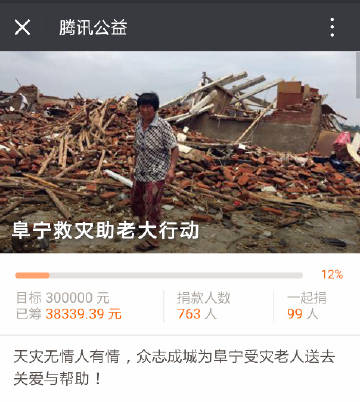 腾讯公益
阜宁救灾助老大行动
12%
目标 300000 元
已筹 38339.39 元
捐款人数
763 人
一起捐
99 人
天灾无情人有情，众志成城为阜宁受灾老人送去
关爱与帮助！